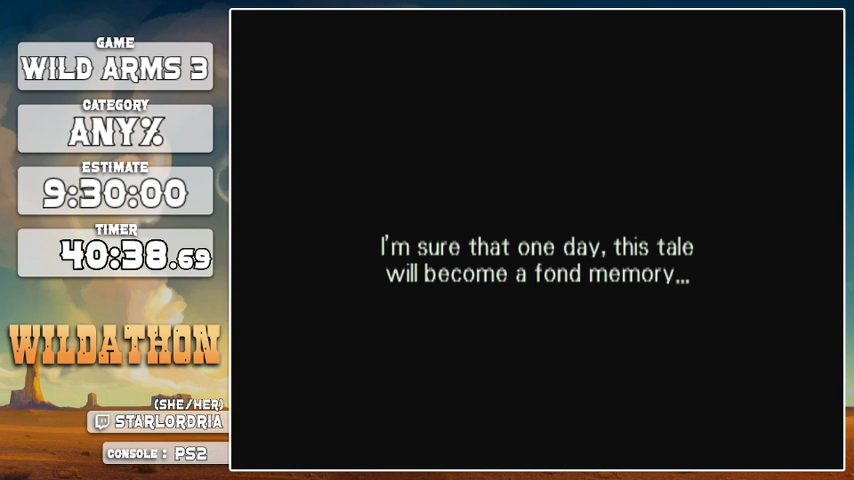 GAME
WILD ARMS 3
CATEGORY
ANY%
ESTIMATE
9:30:00
TIMER
40:38.69
WILDATHON
(SHE/HER)
STARLORDRIA
CONSOLE : PS2
I'm sure that one day, this tale
will become a fond memory...